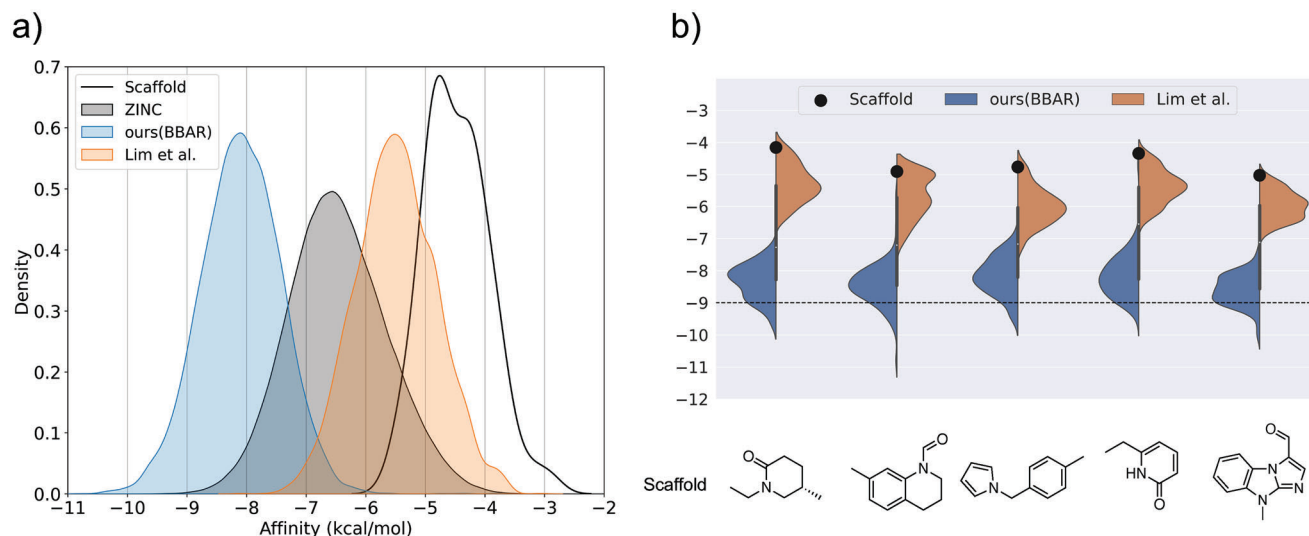 a)
b)
0.7
0.6
0.5
0.4
0.3
0.2
0.1
0.0
Density
Scaffold
ZINC
ours(BBAR)
Lim et al.
−11 −10 −9 −8 −7 −6 −5 −4 −3 −2
Affinity (kcal/mol)
Scaffold ours(BBAR) Lim et al.
−3
−4
−5
−6
−7
−8
−9
−10
−11
−12
Scaffold
O
N
O
N
N
O
HN
O
N
N
N